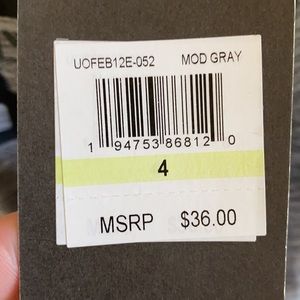 UOFEB12E-052 MOD GRAY
1 94753 86812 0
4
MSRP $36.00